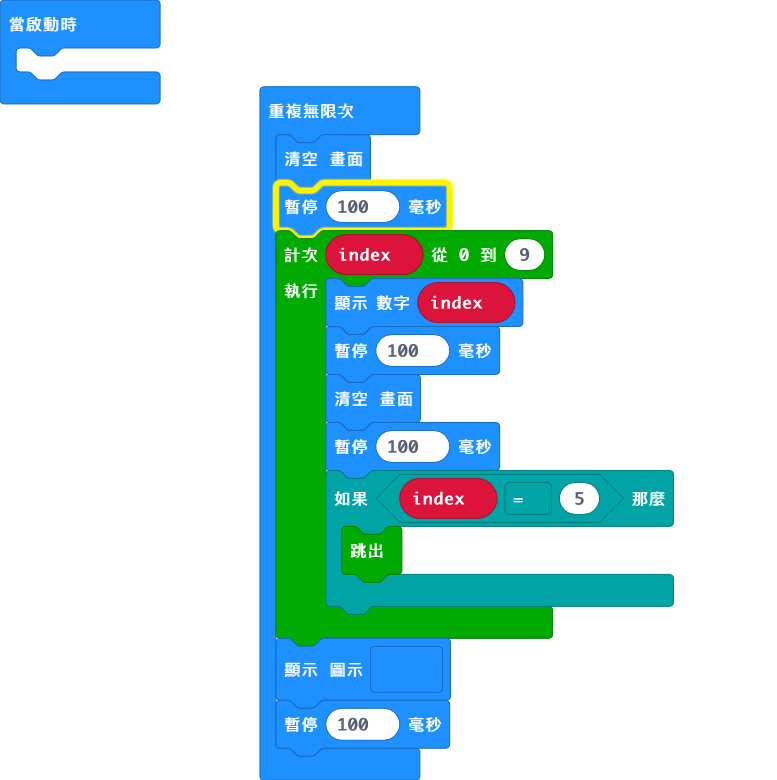 當啟動時
重複無限次
清空 畫面
暫停 100 毫秒
計次 index 從 0 到 9
執行
顯示 數字 index
暫停 100 毫秒
清空 畫面
暫停 100 毫秒
如果 index = 5 那麼
跳出
顯示 圖示
暫停 100 毫秒